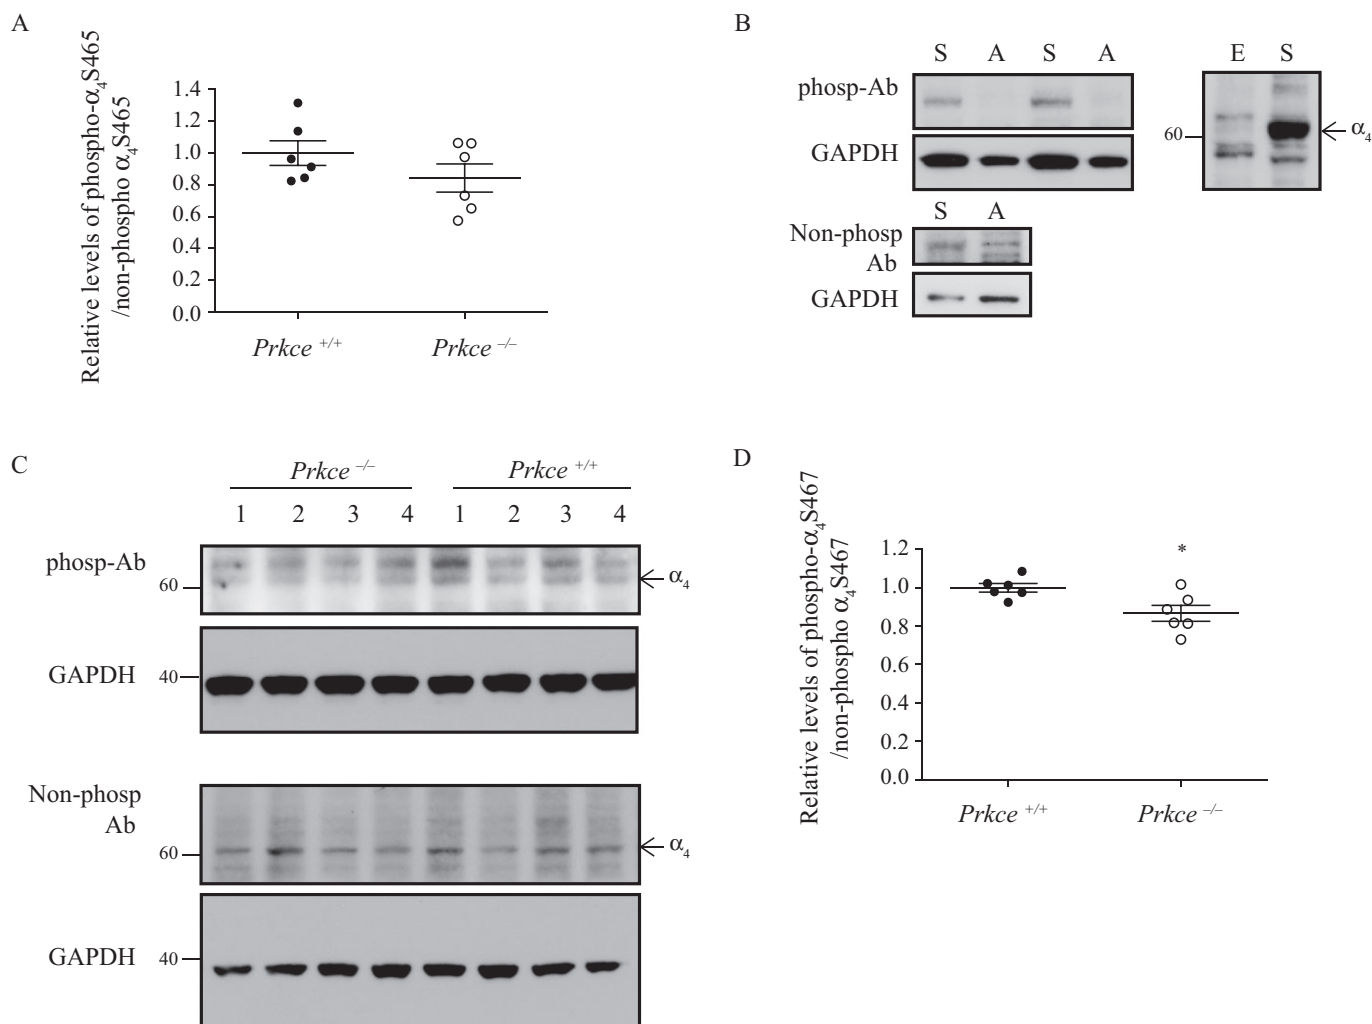 A
Relative levels of phospho-α4S465
/non-phospho α4S465
1.4
1.2
1.0
0.8
0.6
0.4
0.2
0.0
Prkce +/+
Prkce –/–
B
S A S A
phosp-Ab
GAPDH
S A
Non-phosp
Ab
GAPDH
E S
60
α4
C
Prkce –/–
Prkce +/+
1 2 3 4 1 2 3 4
phosp-Ab
60
α4
GAPDH
40
Non-phosp
Ab
60
α4
GAPDH
40
D
Relative levels of phospho-α4S467
/non-phospho α4S467
1.2
1.0
0.8
0.6
0.4
0.2
0.0
*
Prkce +/+
Prkce –/–